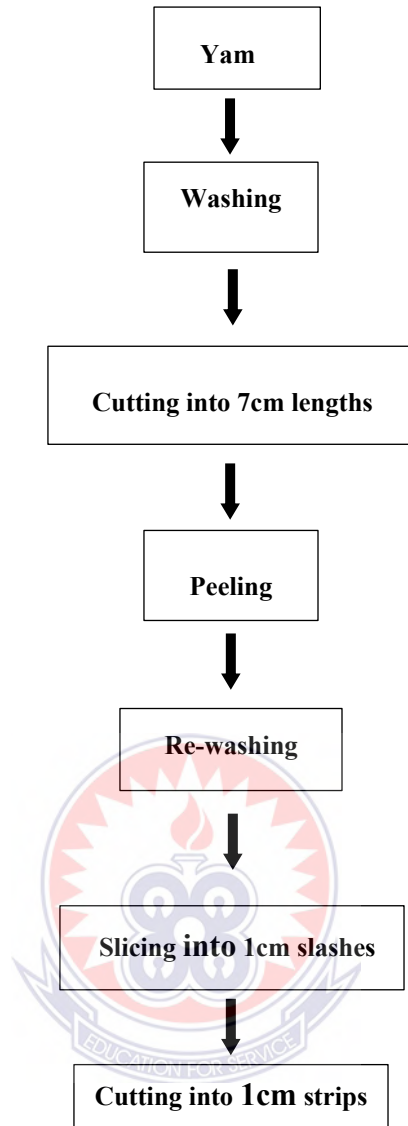 Yam
Washing
Cutting into 7cm lengths
Peeling
Re-washing
Slicing into 1cm slashes
EDUCATION FOR SERVICE
Cutting into 1cm strips